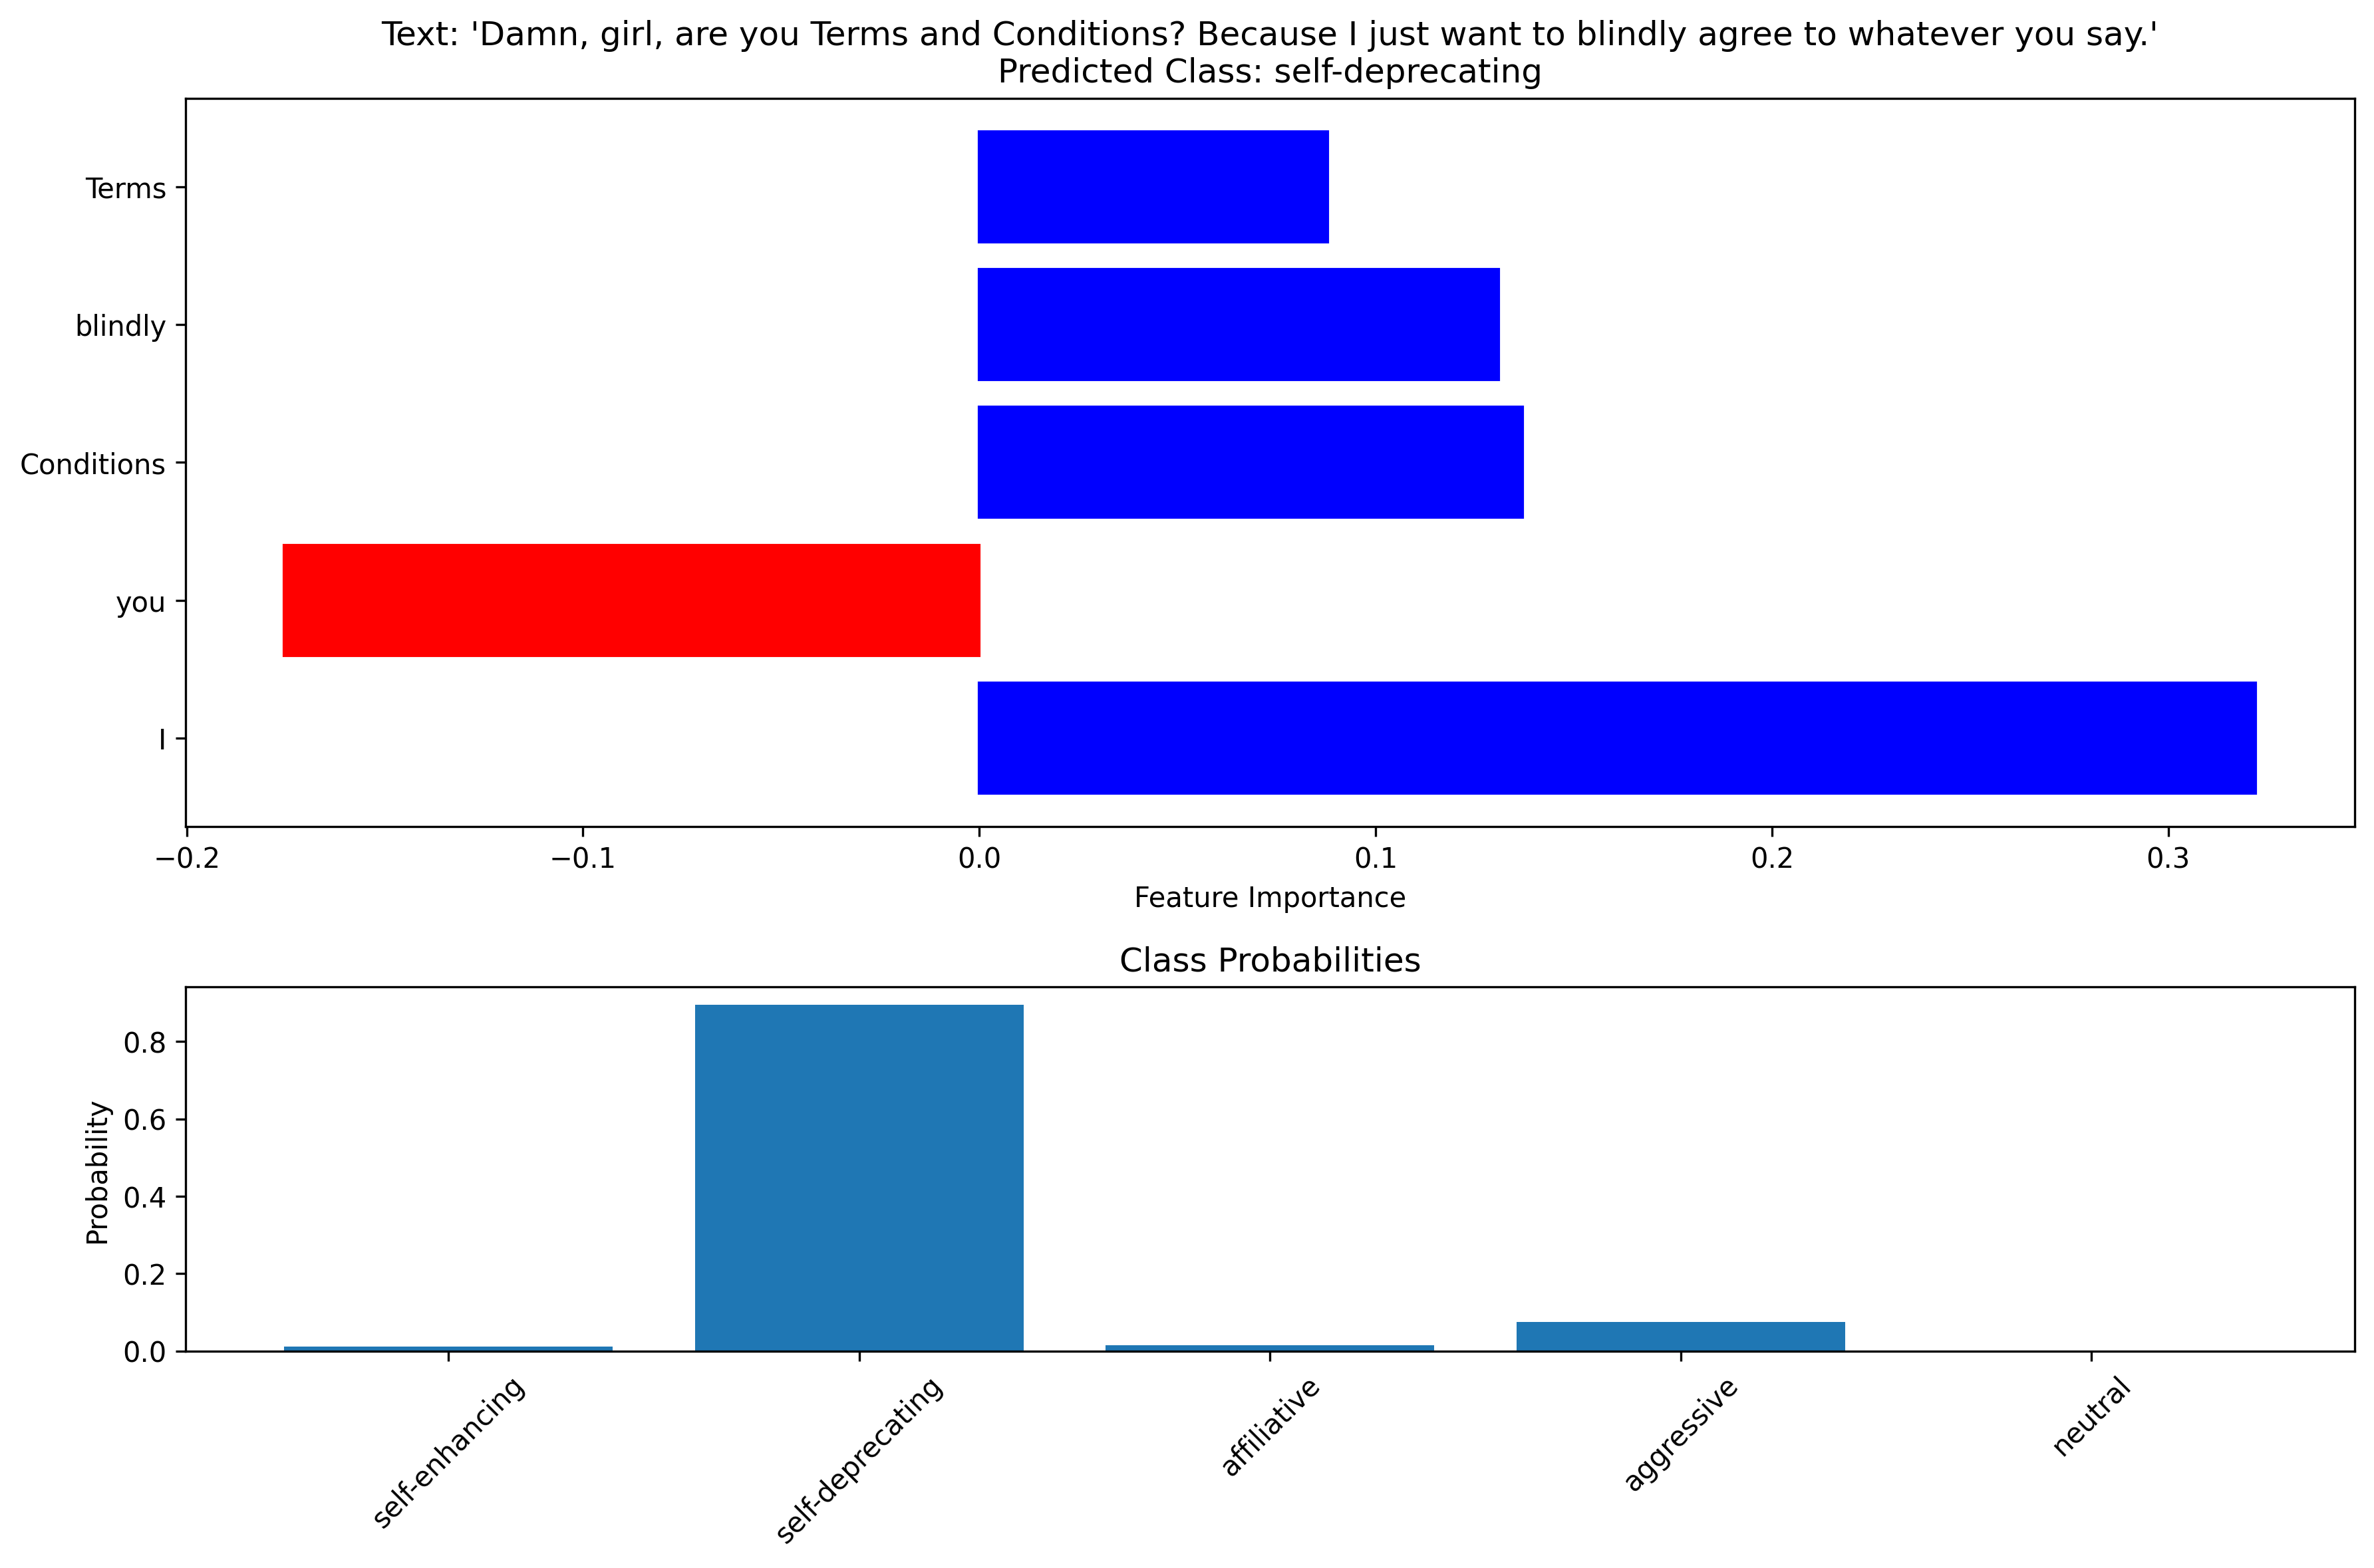 Text: 'Damn, girl, are you Terms and Conditions? Because I just want to blindly agree to whatever you say.'
Predicted Class: self-deprecating
Terms
blindly
Conditions
you
I
−0.2
−0.1
0.0
0.1
0.2
0.3
Feature Importance
Class Probabilities
Probability
0.8
0.6
0.4
0.2
0.0
self-enhancing
self-deprecating
affiliative
aggressive
neutral